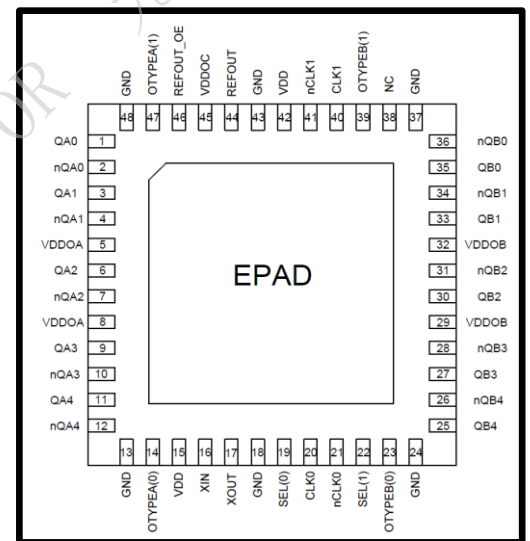 OR
GND
OTYPEA(1)
REFOUT_OE
VDDOC
REFOUT
GND
VDD
nCLK1
CLK1
OTYPEB(1)
NC
GND
48 47 46 45 44 43 42 41 40 39 38 37
QA0 1 36 nQB0
nQA0 2 35 QB0
QA1 3 34 nQB1
nQA1 4 33 QB1
VDDOA 5 32 VDDOB
QA2 6 31 nQB2
nQA2 7 30 QB2
VDDOA 8 29 VDDOB
QA3 9 28 nQB3
nQA3 10 27 QB3
QA4 11 26 nQB4
nQA4 12 25 QB4
EPAD
13 14 15 16 17 18 19 20 21 22 23 24
GND
OTYPEA(0)
VDD
XIN
XOUT
GND
SEL(0)
CLK0
nCLK0
SEL(1)
OTYPEB(0)
GND